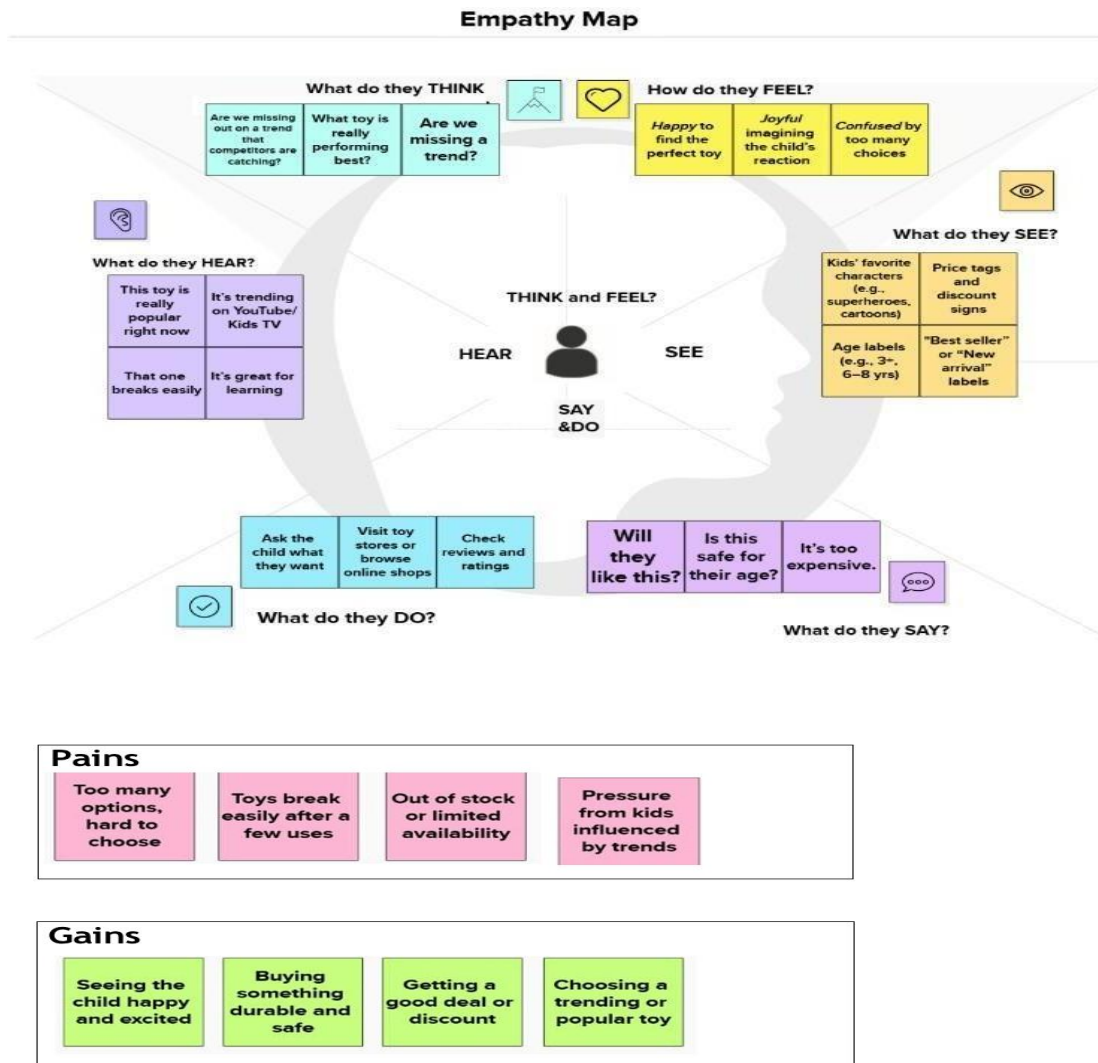 Empathy Map
What do they THINK
Are we missing
out on a trend
that
competitors are
catching?
What toy is
really
performing
best?
Are we
missing a
trend?
How do they FEEL?
Happy to
find the
perfect toy
Joyful
imagining
the child's
reaction
Confused by
too many
choices
What do they HEAR?
This toy is
really
popular
right now
It's trending
on YouTube/
Kids TV
That one
breaks easily
It's great for
learning
What do they SEE?
Kids' favorite
characters
(e.g.,
superheroes,
cartoons)
Price tags
and
discount
signs
Age labels
(e.g., 3+,
6–8 yrs)
"Best seller"
or "New
arrival"
labels
THINK and FEEL?
HEAR
SEE
SAY
&DO
Ask the
child what
they want
Visit toy
stores or
browse
online shops
Check
reviews and
ratings
What do they DO?
Will
they
like this?
Is this
safe for
their age?
It's too
expensive.
What do they SAY?
Pains
Too many
options,
hard to
choose
Toys break
easily after a
few uses
Out of stock
or limited
availability
Pressure
from kids
influenced
by trends
Gains
Seeing the
child happy
and excited
Buying
something
durable and
safe
Getting a
good deal or
discount
Choosing a
trending or
popular toy